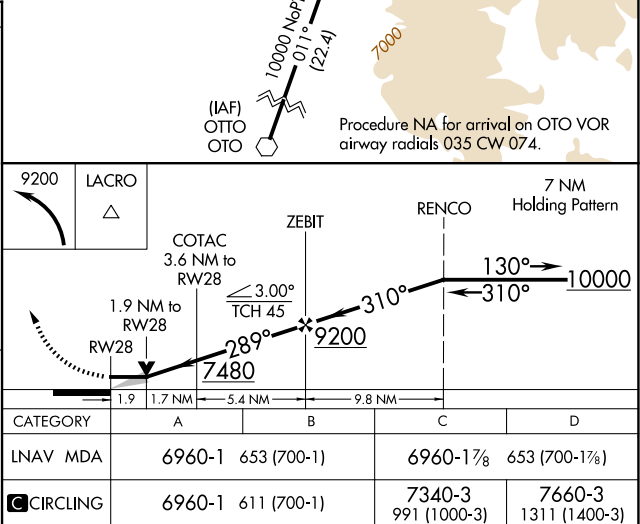 10000 NoPT
011°
(22.4)
7000
(IAF)
OTTO
OTO
Procedure NA for arrival on OTO VOR
airway radials 035 CW 074.
9200
LACRO
7 NM
Holding Pattern
RENCO
ZEBIT
COTAC
3.6 NM to
RW28
1.9 NM to
RW28
RW28
3.00°
TCH 45
130°
310°
10000
310°
9200
289°
7480
1.9
1.7 NM
5.4 NM
9.8 NM
CATEGORY A B C D
LNAV MDA 6960-1 653 (700-1) 6960-1⅞ 653 (700-1⅞)
C CIRCLING 6960-1 611 (700-1) 7340-3 991 (1000-3) 7660-3 1311 (1400-3)